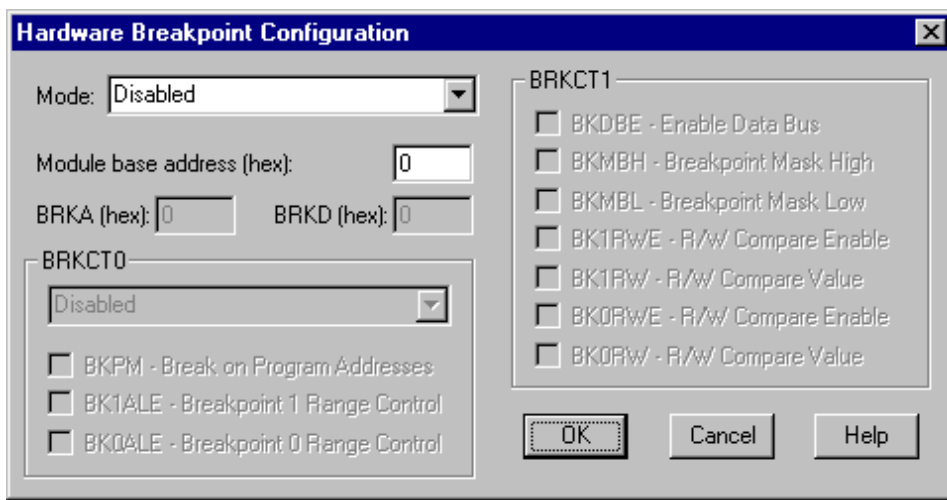 Hardware Breakpoint Configuration
Mode: Disabled
Module base address (hex): 0
BRKA (hex): 0 BRKD (hex): 0
BRKCT0
Disabled
BKPM - Break on Program Addresses
BK1ALE - Breakpoint 1 Range Control
BK0ALE - Breakpoint 0 Range Control
BRKCT1
BKDBE - Enable Data Bus
BKMBH - Breakpoint Mask High
BKMBL - Breakpoint Mask Low
BK1RWE - R/W Compare Enable
BK1RW - R/W Compare Value
BK0RWE - R/W Compare Enable
BK0RW - R/W Compare Value
OK Cancel Help